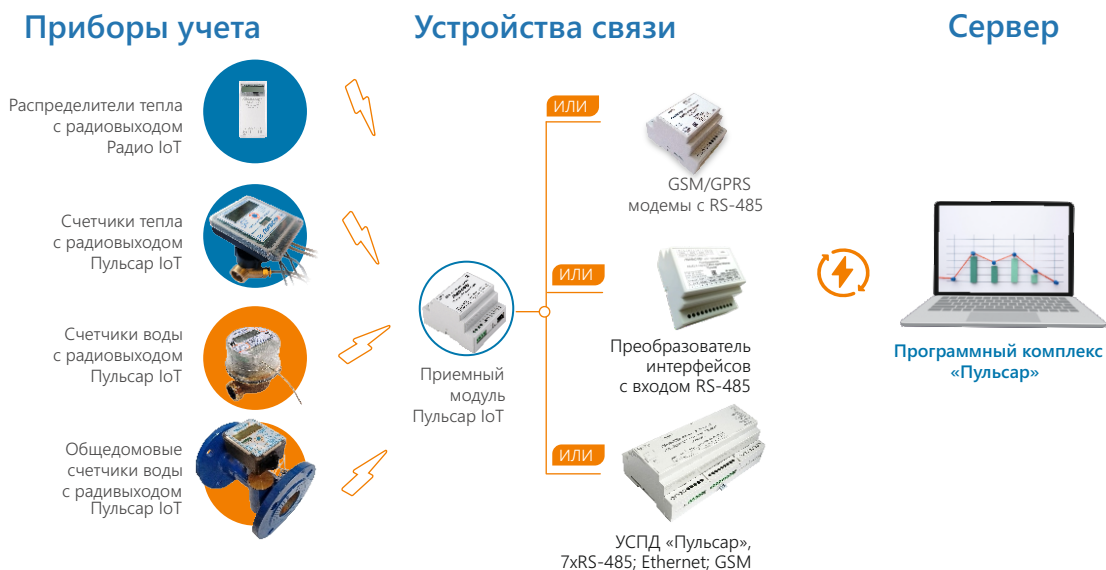 Приборы учета
Устройства связи
Сервер
Распределители тепла
с радиовыходом
Радио IoT
Счетчики тепла
с радиовыходом
Пульсар IoT
Счетчики воды
с радиовыходом
Пульсар IoT
Общедомовые
счетчики воды
с радивыходом
Пульсар IoT
Приемный
модуль
Пульсар IoT
ИЛИ
GSM/GPRS
модемы с RS-485
ИЛИ
Преобразователь
интерфейсов
с входом RS-485
ИЛИ
УСПД «Пульсар»,
7xRS-485; Ethernet; GSM
Программный комплекс
«Пульсар»